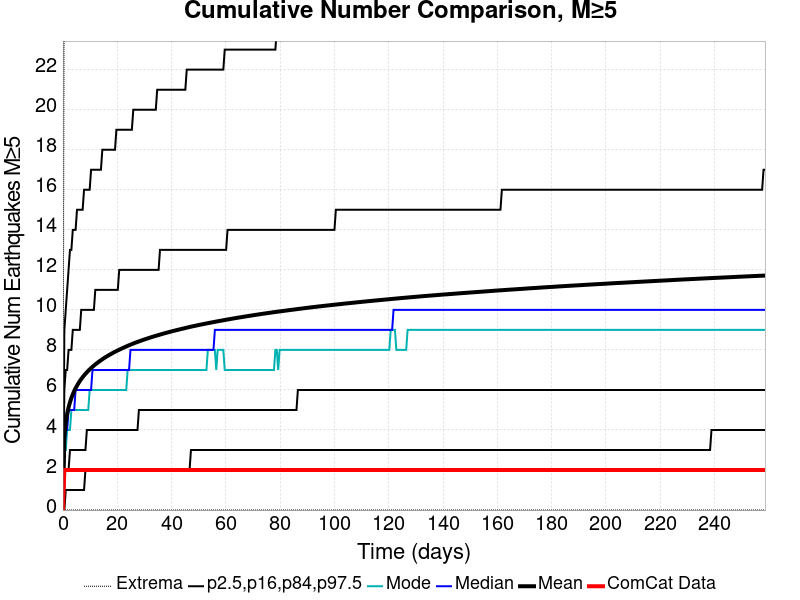 Cumulative Number Comparison, M≥5
Cumulative Num Earthquakes M≥5
22
20
18
16
14
12
10
8
6
4
2
0
0 20 40 60 80 100 120 140 160 180 200 220 240
Time (days)
Extrema p2.5,p16,p84,p97.5 Mode Median Mean ComCat Data